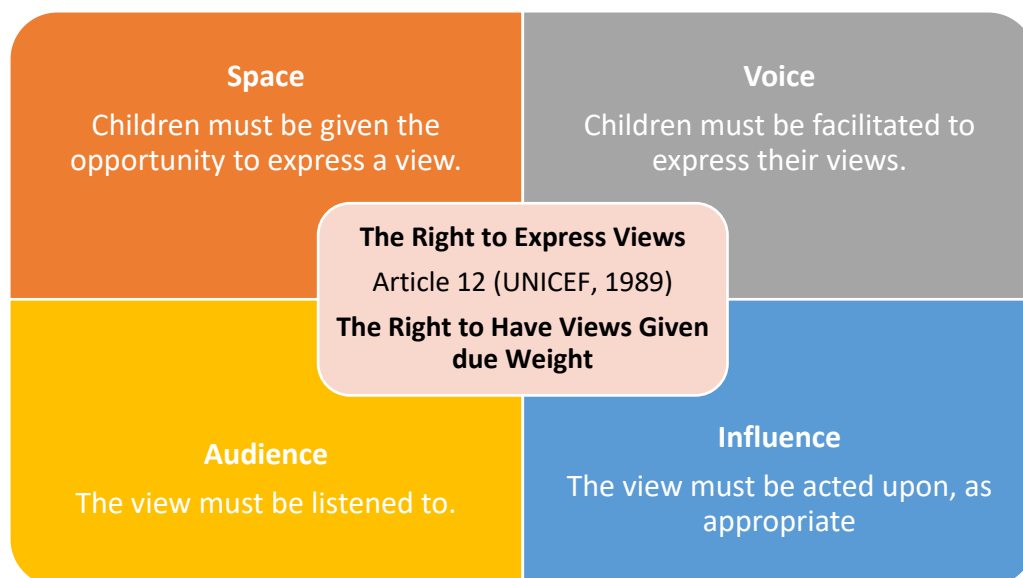 Space
Children must be given the
opportunity to express a view.
Voice
Children must be facilitated to
express their views.
The Right to Express Views
Article 12 (UNICEF, 1989)
The Right to Have Views Given
due Weight
Audience
The view must be listened to.
Influence
The view must be acted upon, as
appropriate